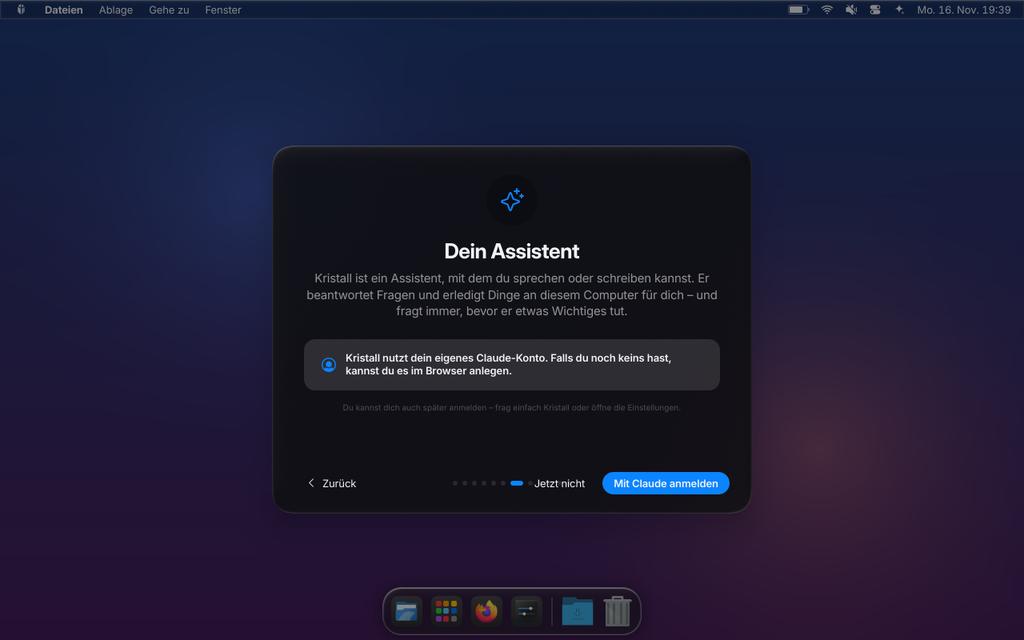 Dateien Ablage Gehe zu Fenster Mo. 16. Nov. 19:39
Dein Assistent
Kristall ist ein Assistent, mit dem du sprechen oder schreiben kannst. Er
beantwortet Fragen und erledigt Dinge an diesem Computer für dich – und
fragt immer, bevor er etwas Wichtiges tut.
Kristall nutzt dein eigenes Claude-Konto. Falls du noch keins hast,
kannst du es im Browser anlegen.
Du kannst dich auch später anmelden – frag einfach Kristall oder öffne die Einstellungen.
Zurück Jetzt nicht Mit Claude anmelden